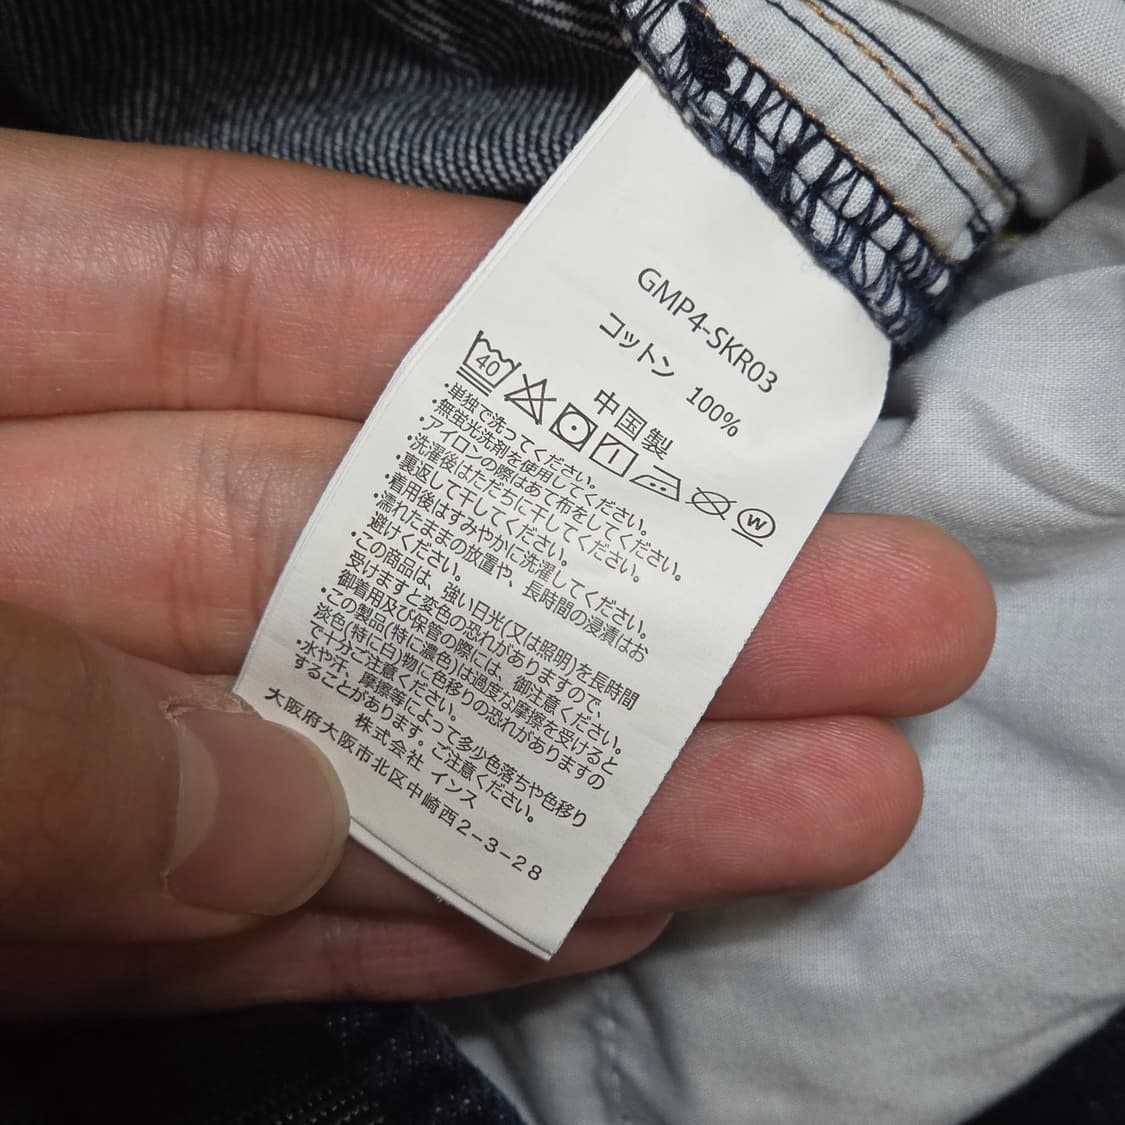 GMP4-SKR03
コットン 100%
中国製
40 W
・単独で洗ってください。
・無蛍光洗剤を使用してください。
・アイロンの際はあて布をしてください。
・洗濯後はただちに干してください。
・裏返して干してください。
・着用後はすみやかに洗濯してください。
・濡れたままの放置や、長時間の浸漬はお
避けください。
・この商品は、強い日光(又は照明)を長時間
受けますと変色の恐れがありますので、
御着用及び保管の際には、御注意ください。
・この製品(特に濃色)は過度な摩擦を受けると
淡色(特に白)物に色移りの恐れがありますの
で十分ご注意ください。
・水や汗、摩擦等によって多少色落ちや色移り
することがあります。ご注意ください。
株式会社 インス
大阪府大阪市北区中崎西2-3-28